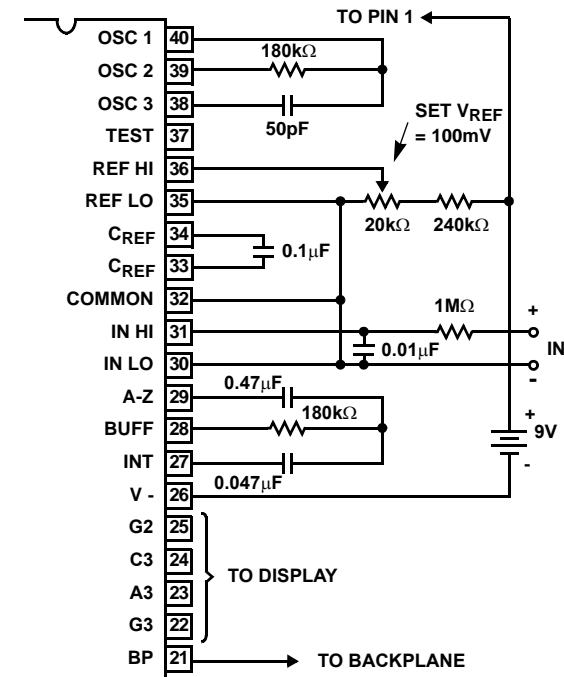 TO PIN 1
OSC 1 40
180kΩ
OSC 2 39
OSC 3 38
50pF
SET VREF
= 100mV
TEST 37
REF HI 36
REF LO 35
20kΩ 240kΩ
CREF 34
0.1µF
CREF 33
COMMON 32
1MΩ
+
IN HI 31
0.01µF
IN
IN LO 30
-
0.47µF
A-Z 29
180kΩ
+
BUFF 28
9V
INT 27
-
0.047µF
V - 26
G2 25
C3 24
TO DISPLAY
A3 23
G3 22
BP 21
TO BACKPLANE